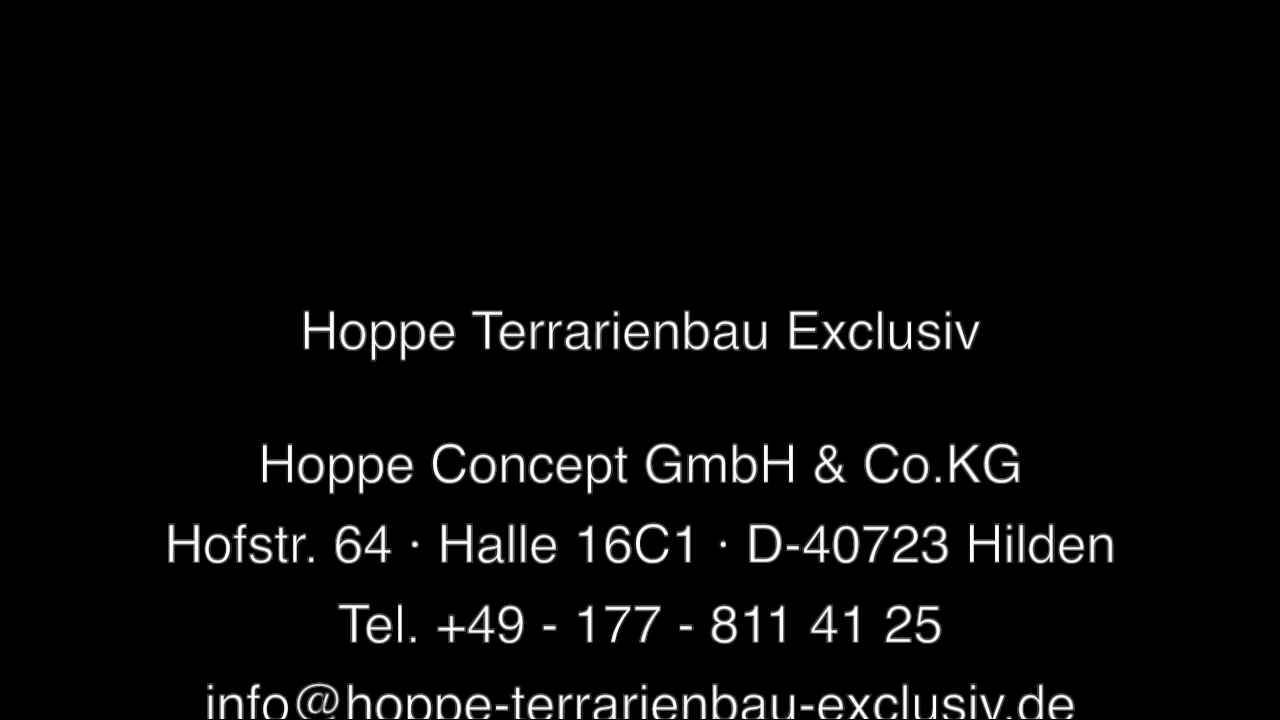 Hoppe Terrarienbau Exclusiv
Hoppe Concept GmbH & Co.KG
Hofstr. 64 · Halle 16C1 · D-40723 Hilden
Tel. +49 - 177 - 811 41 25
info@hoppe-terrarienbau-exclusiv.de